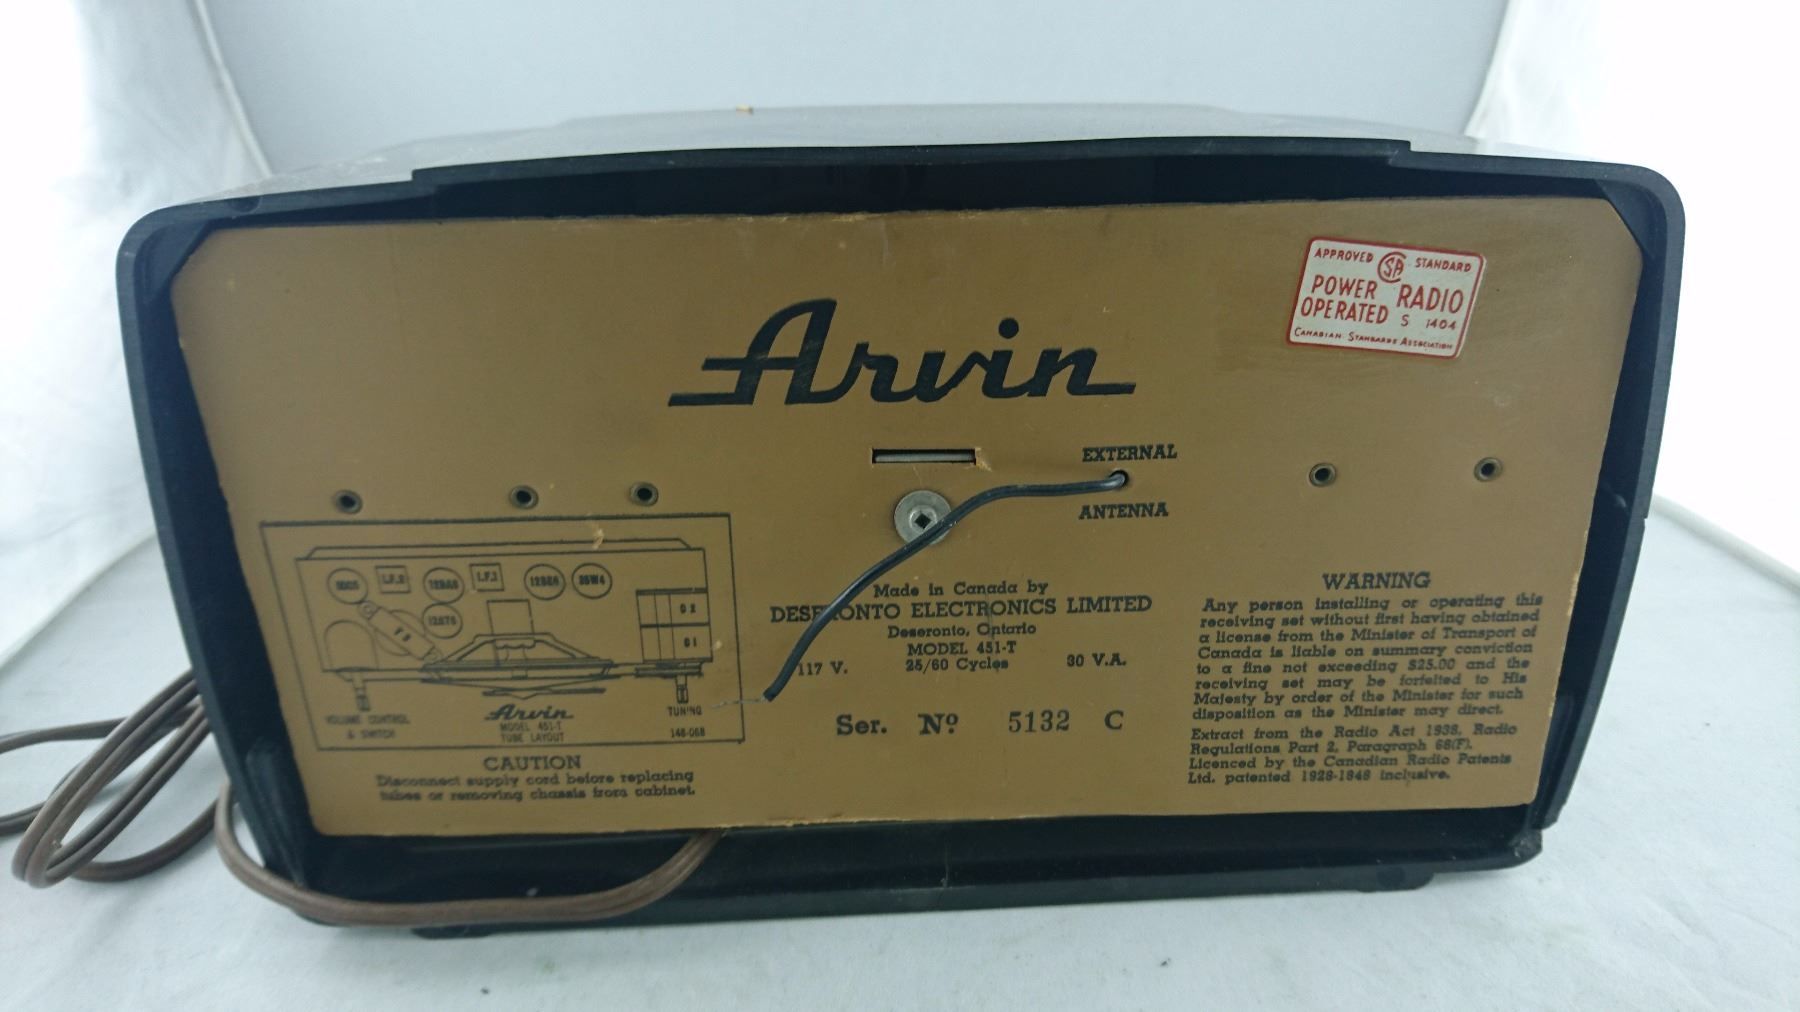 APPROVED SA STANDARD
POWER RADIO
OPERATED S 1404
CANADIAN STANDARDS ASSOCIATION
Arvin
EXTERNAL
ANTENNA
I.F.2
I.F.1
12BE6
35W4
12AT6
C 2
C 1
VOLUME CONTROL
& SWITCH
TUNING
Arvin
MODEL 451-T
TUBE LAYOUT
148-068
CAUTION
Disconnect supply cord before replacing
tubes or removing chassis from cabinet.
Made in Canada by
DESERONTO ELECTRONICS LIMITED
Deseronto, Ontario
MODEL 451-T
117 V. 25/60 Cycles 30 V.A.
Ser. No 5132 C
WARNING
Any person installing or operating this
receiving set without first having obtained
a license from the Minister of Transport of
Canada is liable on summary conviction
to a fine not exceeding $25.00 and the
receiving set may be forfeited to His
Majesty by order of the Minister for such
disposition as the Minister may direct.
Extract from the Radio Act 1938, Radio
Regulations Part 2, Paragraph 68(F).
Licenced by the Canadian Radio Patents
Ltd. patented 1928-1848 inclusive.